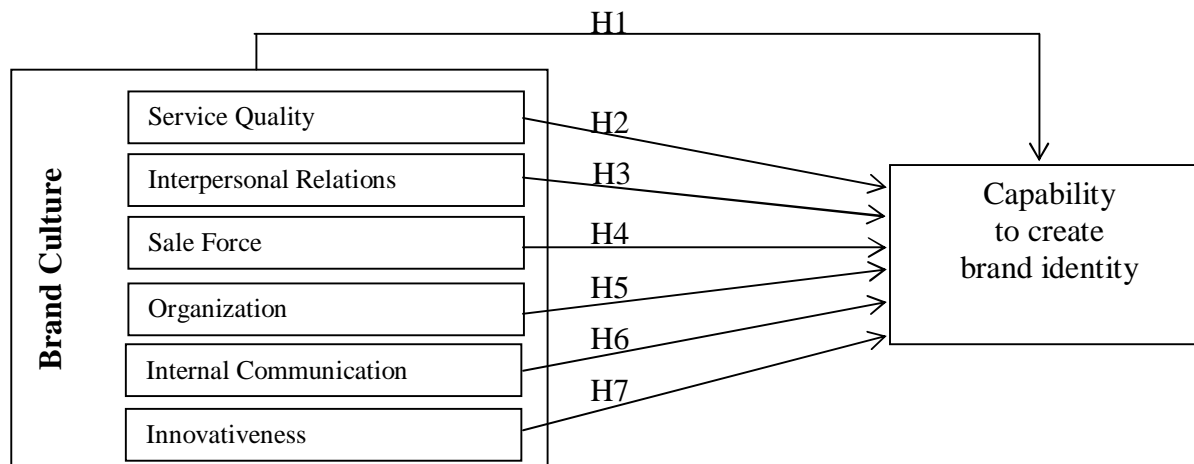 H1
Brand Culture
Service Quality
H2
Interpersonal Relations
H3
Sale Force
H4
Organization
H5
Internal Communication
H6
Innovativeness
H7
Capability
to create
brand identity